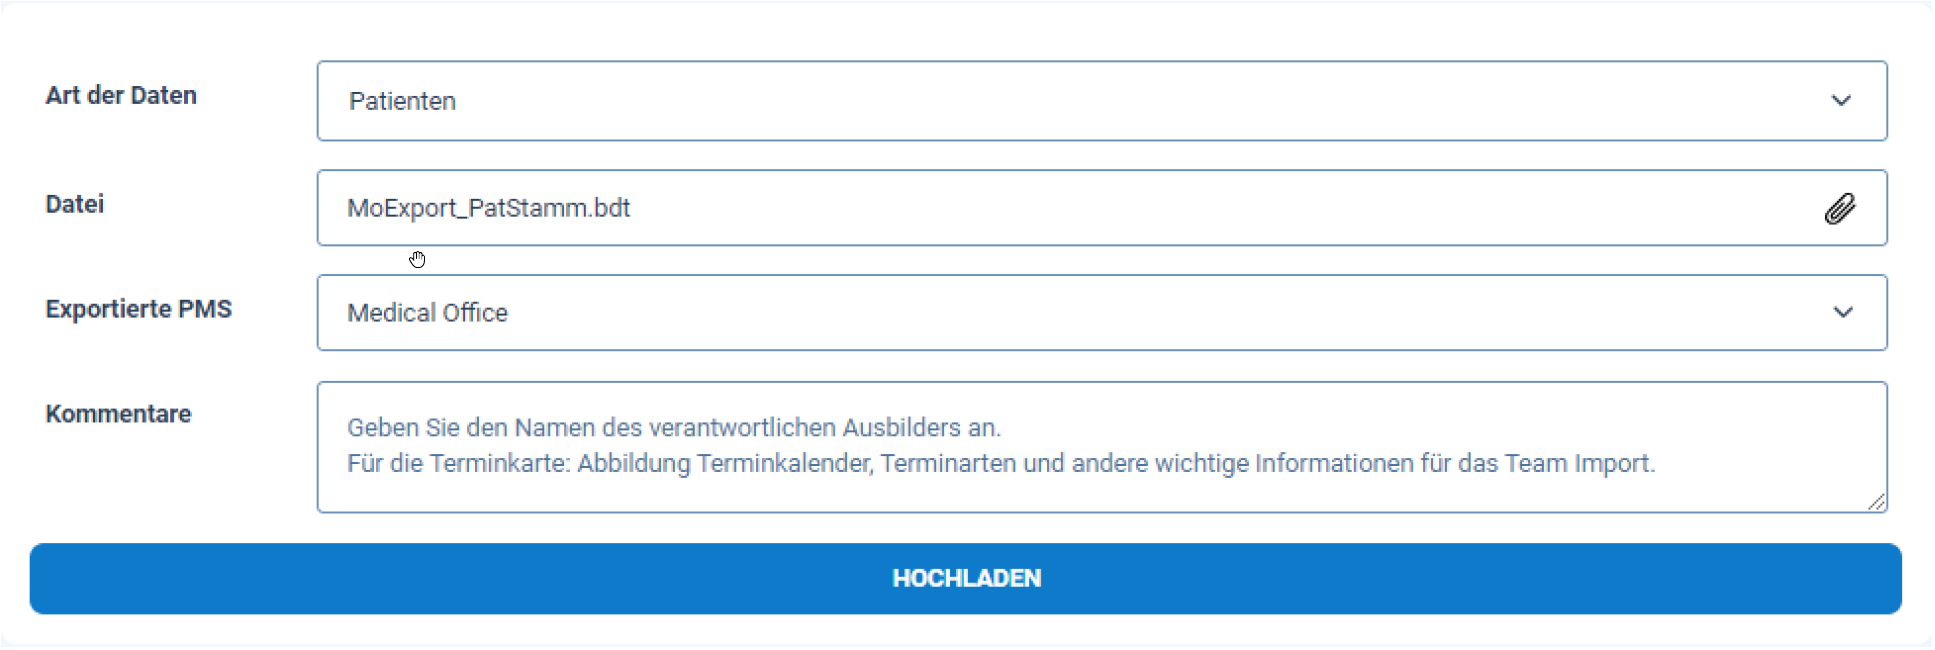 Art der Daten
Patienten
Datei
MoExport_PatStamm.bdt
Exportierte PMS
Medical Office
Kommentare
Geben Sie den Namen des verantwortlichen Ausbilders an.
Für die Terminkarte: Abbildung Terminkalender, Terminarten und andere wichtige Informationen für das Team Import.
HOCHLADEN